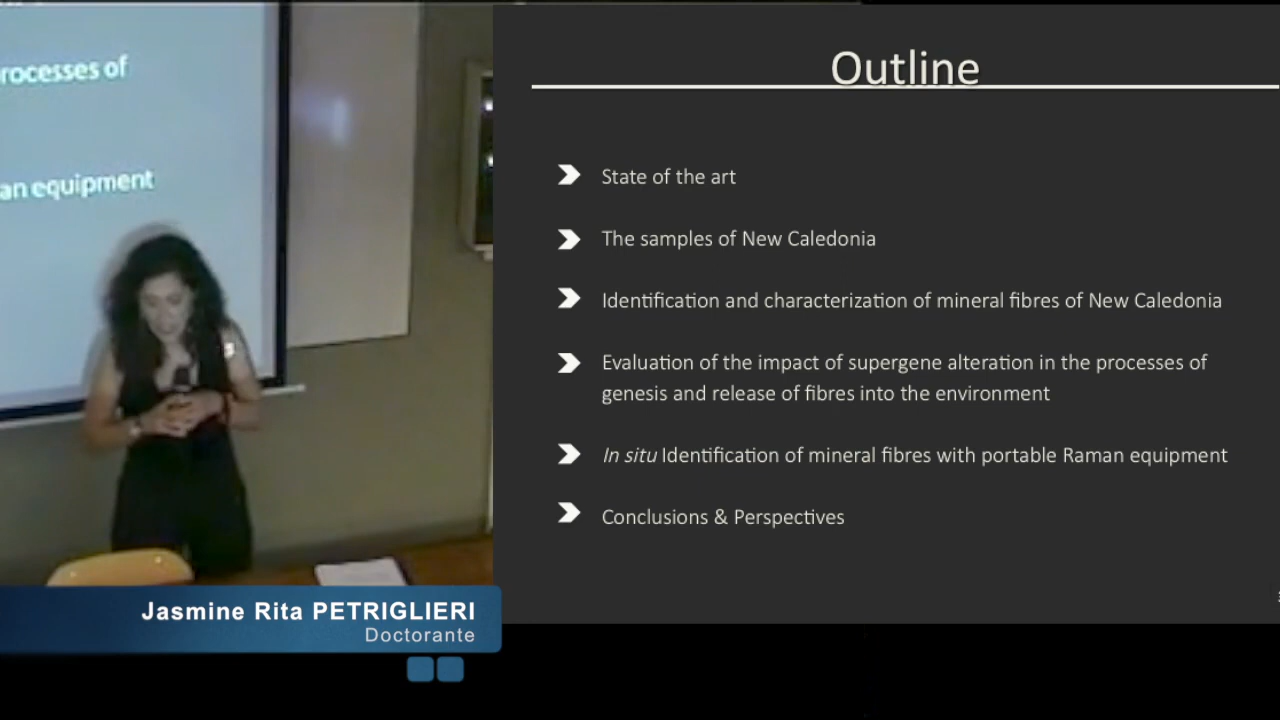 rocesses of
an equipment
Outline
State of the art
The samples of New Caledonia
Identification and characterization of mineral fibres of New Caledonia
Evaluation of the impact of supergene alteration in the processes of
genesis and release of fibres into the environment
In situ Identification of mineral fibres with portable Raman equipment
Conclusions & Perspectives
Jasmine Rita PETRIGLIERI
Doctorante